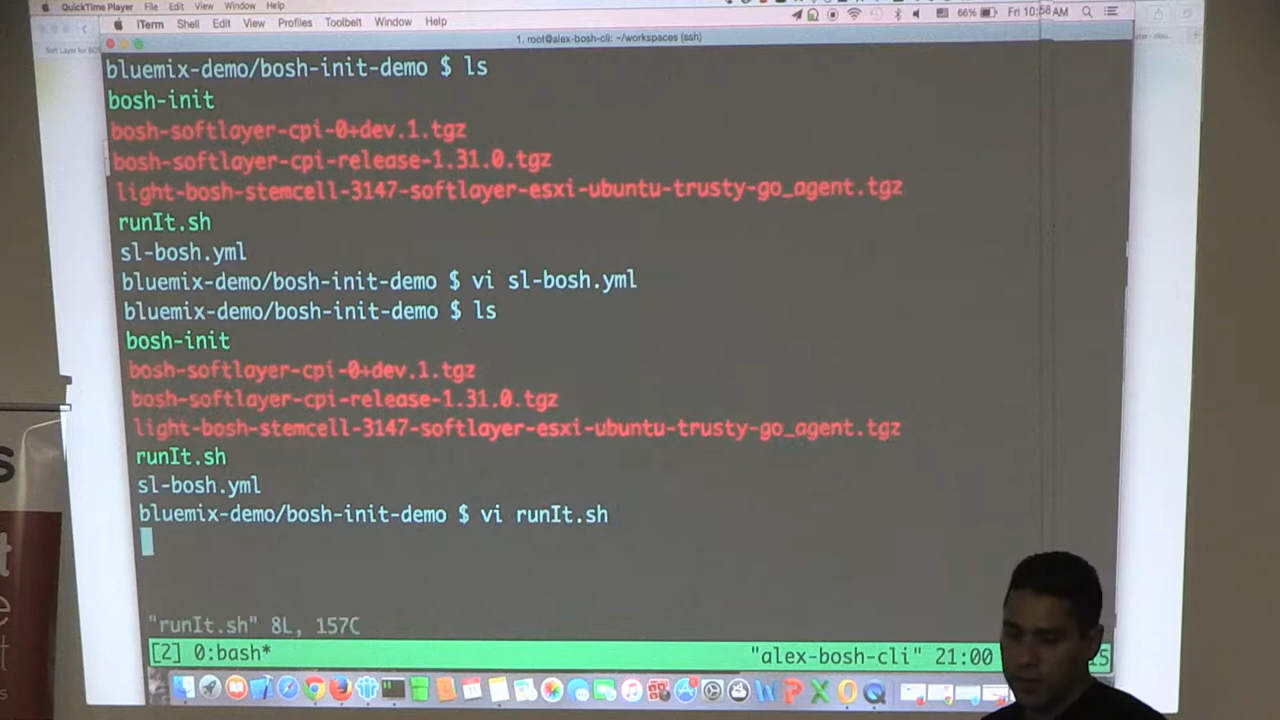 QuickTime Player File Edit View Window Help
iTerm Shell Edit View Profiles Toolbelt Window Help 66% Fri 10:58AM
1. root@alex-bosh-cli: ~/workspaces (ssh)
bluemix-demo/bosh-init-demo $ ls
bosh-init
bosh-softlayer-cpi-0+dev.1.tgz
bosh-softlayer-cpi-release-1.31.0.tgz
light-bosh-stemcell-3147-softlayer-esxi-ubuntu-trusty-go_agent.tgz
runIt.sh
sl-bosh.yml
bluemix-demo/bosh-init-demo $ vi sl-bosh.yml
bluemix-demo/bosh-init-demo $ ls
bosh-init
bosh-softlayer-cpi-0+dev.1.tgz
bosh-softlayer-cpi-release-1.31.0.tgz
light-bosh-stemcell-3147-softlayer-esxi-ubuntu-trusty-go_agent.tgz
runIt.sh
sl-bosh.yml
bluemix-demo/bosh-init-demo $ vi runIt.sh
"runIt.sh" 8L, 157C
[2] 0:bash* "alex-bosh-cli" 21:00